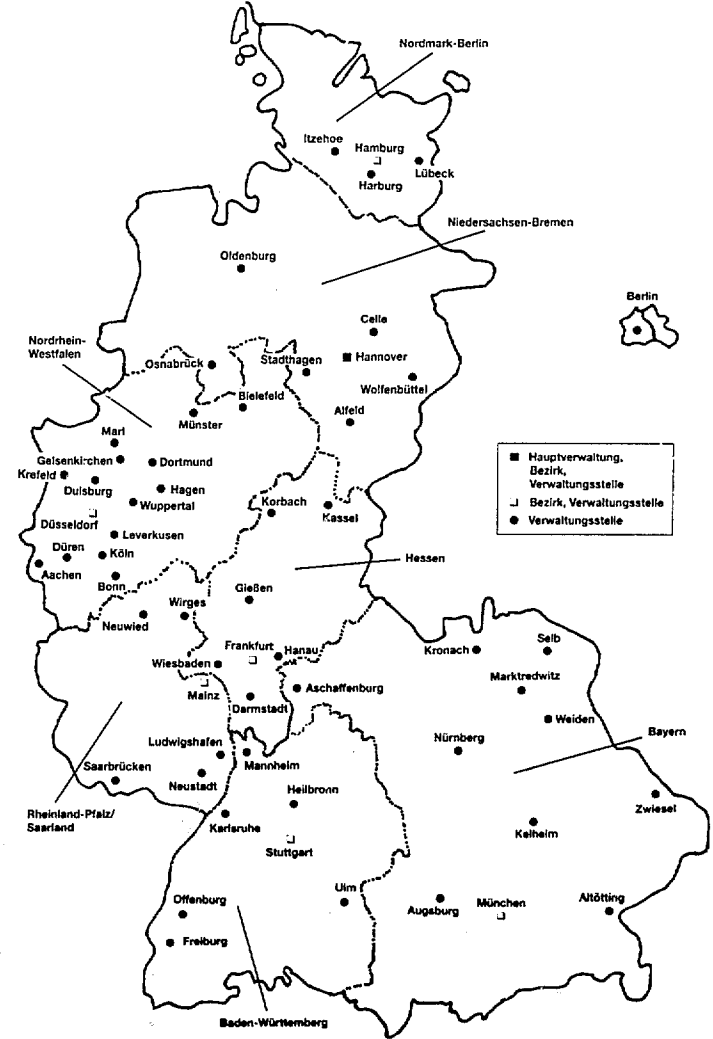 Nordmark-Berlin
Itzehoe
Hamburg
Harburg
Lübeck
Niedersachsen-Bremen
Oldenburg
Berlin
Celle
Nordrhein-
Westfalen
Osnabrück
Stadthagen
Hannover
Wolfenbüttel
Bielefeld
Münster
Alfeld
Marl
Gelsenkirchen
Dortmund
Krefeld
Duisburg
Hagen
Wuppertal
Düsseldorf
Korbach
Kassel
Hauptverwaltung,
Bezirk,
Verwaltungsstelle
Bezirk, Verwaltungsstelle
Verwaltungsstelle
Leverkusen
Düren
Köln
Aachen
Bonn
Hessen
Gießen
Neuwied
Wirges
Frankfurt
Hanau
Wiesbaden
Mainz
Darmstadt
Aschaffenburg
Kronach
Selb
Marktredwitz
Weiden
Nürnberg
Bayern
Ludwigshafen
Mannheim
Saarbrücken
Neustadt
Heilbronn
Rheinland-Pfalz/
Saarland
Karlsruhe
Stuttgart
Kelheim
Zwiesel
Offenburg
Ulm
Augsburg
München
Altötting
Freiburg
Baden-Württemberg